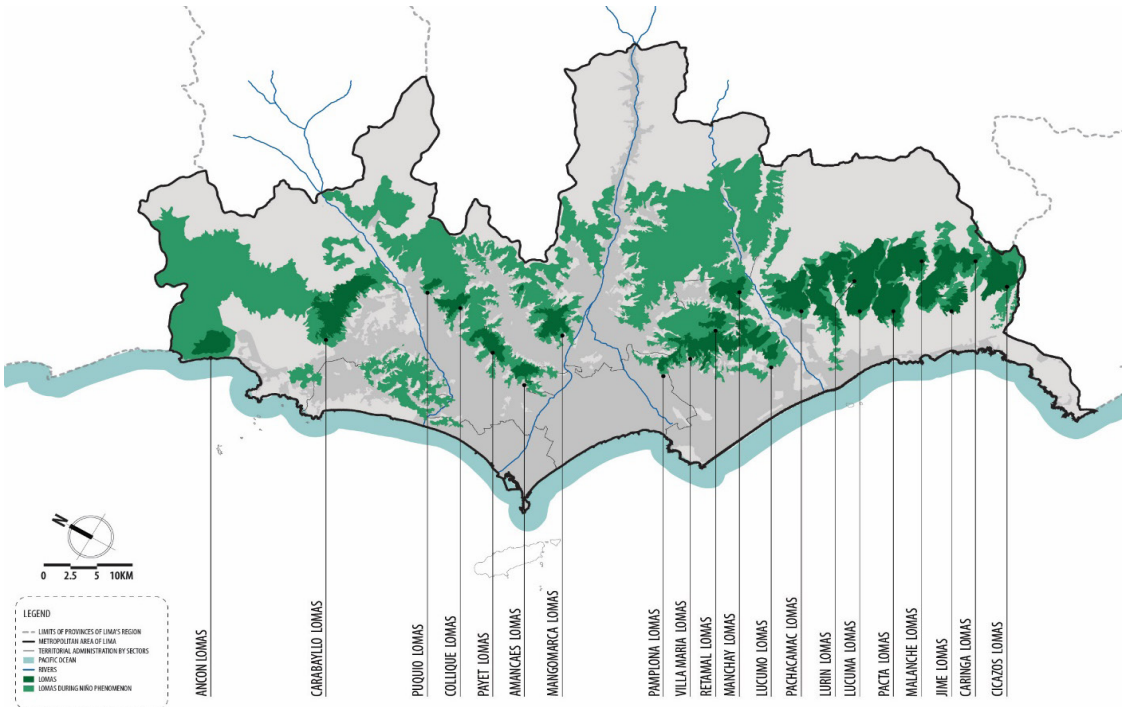 N
0 2.5 5 10KM
LEGEND
LIMITS OF PROVINCES OF LIMA'S REGION
METROPOLITAN AREA OF LIMA
TERRITORIAL ADMINISTRATION BY SECTORS
PACIFIC OCEAN
RIVERS
LOMAS
LOMAS DURING NIÑO PHENOMENON
ANCON LOMAS
CARABAYLLO LOMAS
PUQUIO LOMAS
COLLIQUE LOMAS
PAYET LOMAS
AMANCAES LOMAS
MANGOMARCA LOMAS
PAMPLONA LOMAS
VILLA MARIA LOMAS
RETAMAL LOMAS
MANCHAY LOMAS
LUCUMO LOMAS
PACHACAMAC LOMAS
LURIN LOMAS
LUCUMA LOMAS
PACTA LOMAS
MALANCHE LOMAS
JIME LOMAS
CARINGA LOMAS
CICAZOS LOMAS